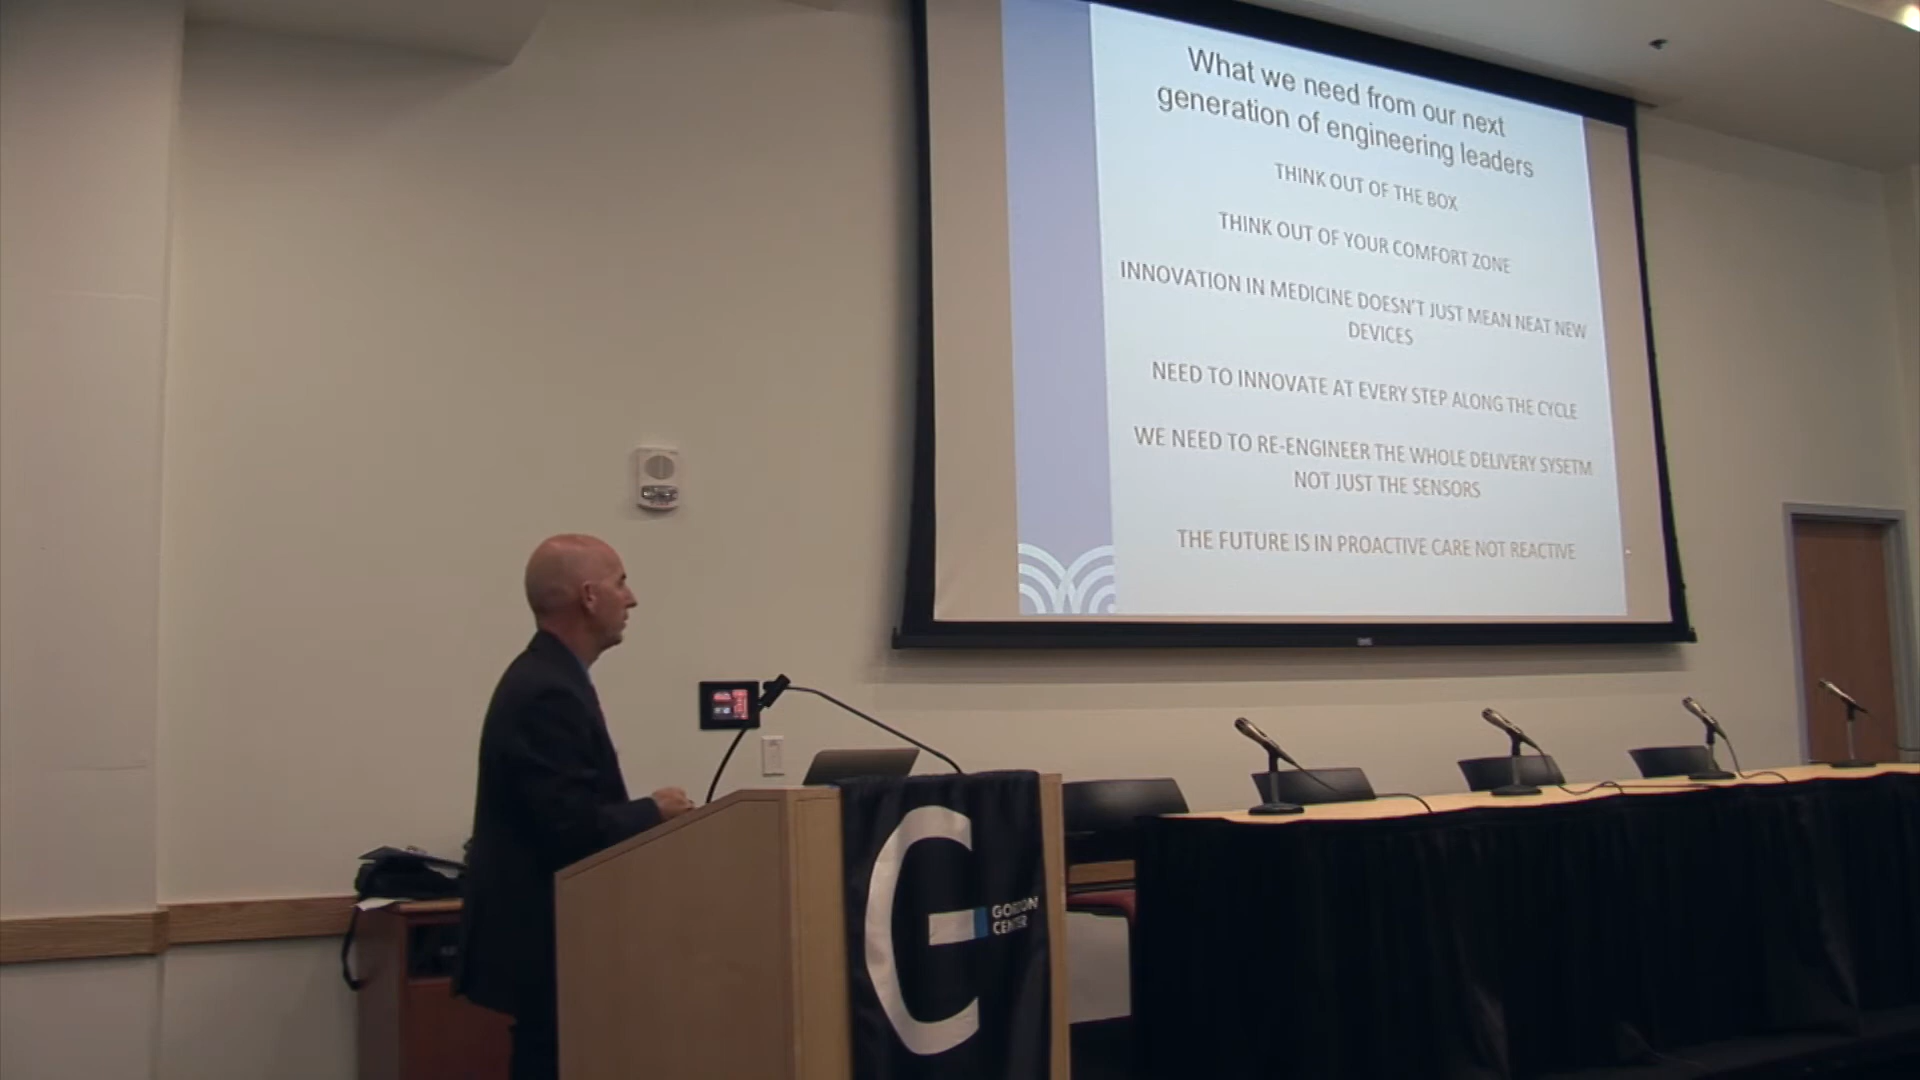 What we need from our next
generation of engineering leaders
THINK OUT OF THE BOX
THINK OUT OF YOUR COMFORT ZONE
INNOVATION IN MEDICINE DOESN'T JUST MEAN NEAT NEW
DEVICES
NEED TO INNOVATE AT EVERY STEP ALONG THE CYCLE
WE NEED TO RE-ENGINEER THE WHOLE DELIVERY SYSETM
NOT JUST THE SENSORS
THE FUTURE IS IN PROACTIVE CARE NOT REACTIVE
GORDON
CENTER